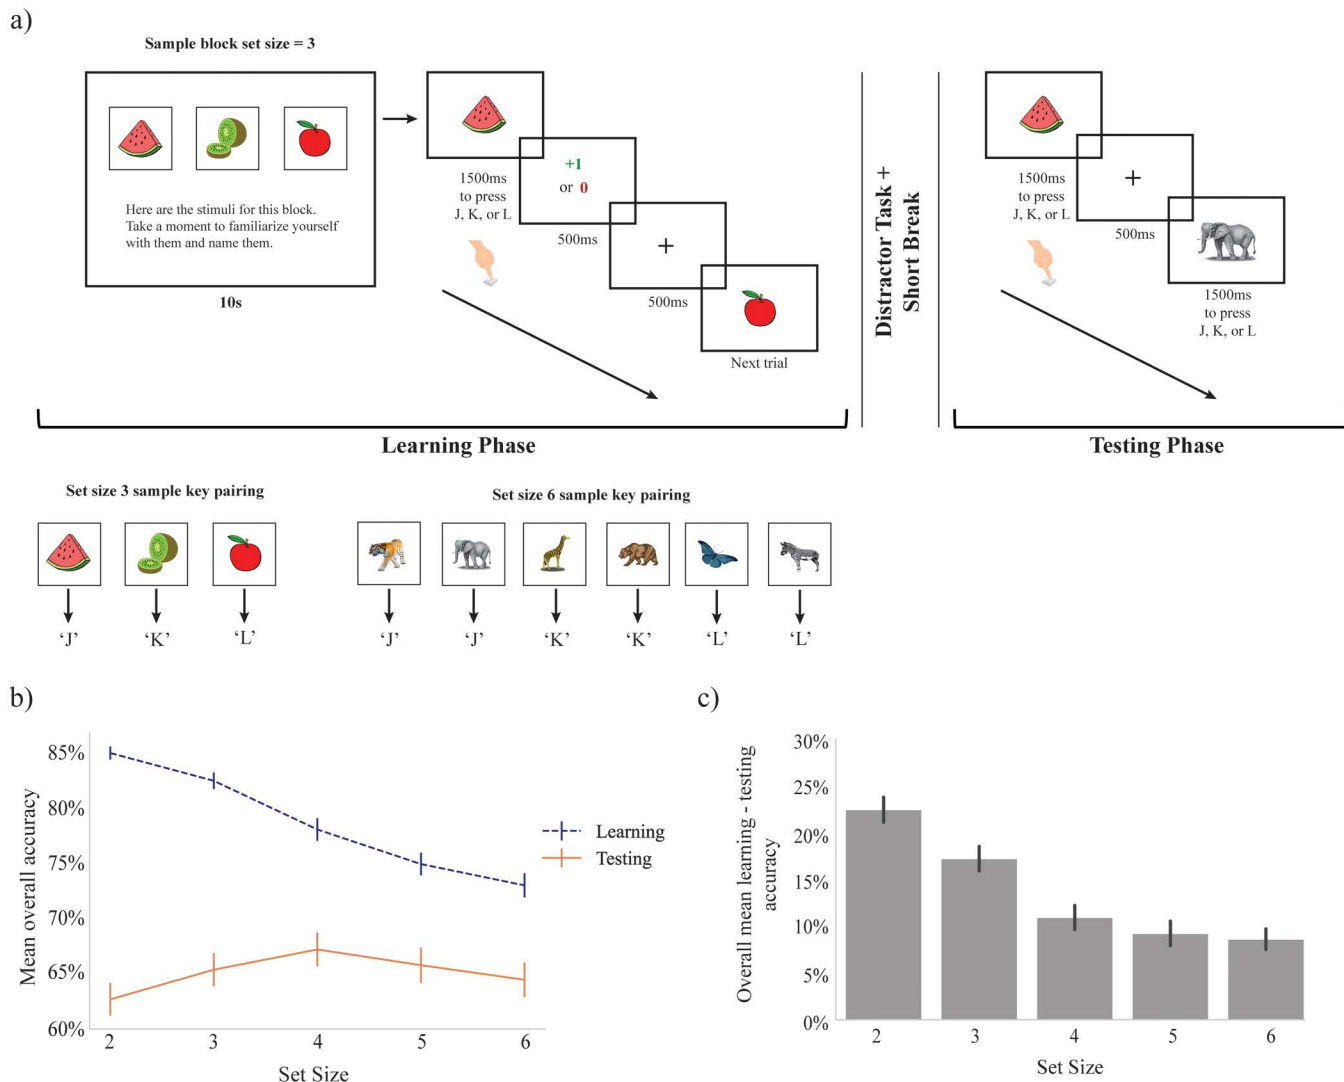 a)
Sample block set size = 3
Here are the stimuli for this block.
Take a moment to familiarize yourself
with them and name them.
10s
1500ms
to press
J, K, or L
+1
or 0
500ms
+
500ms
Next trial
Learning Phase
Distractor Task +
Short Break
1500ms
to press
J, K, or L
+
500ms
1500ms
to press
J, K, or L
Testing Phase
Set size 3 sample key pairing
‘J’
‘K’
‘L’
Set size 6 sample key pairing
‘J’
‘J’
‘K’
‘K’
‘L’
‘L’
b)
Mean overall accuracy
85%
80%
75%
70%
65%
60%
2
3
4
5
6
Set Size
Learning
Testing
c)
Overall mean learning - testing
accuracy
30%
25%
20%
15%
10%
5%
0%
2
3
4
5
6
Set Size